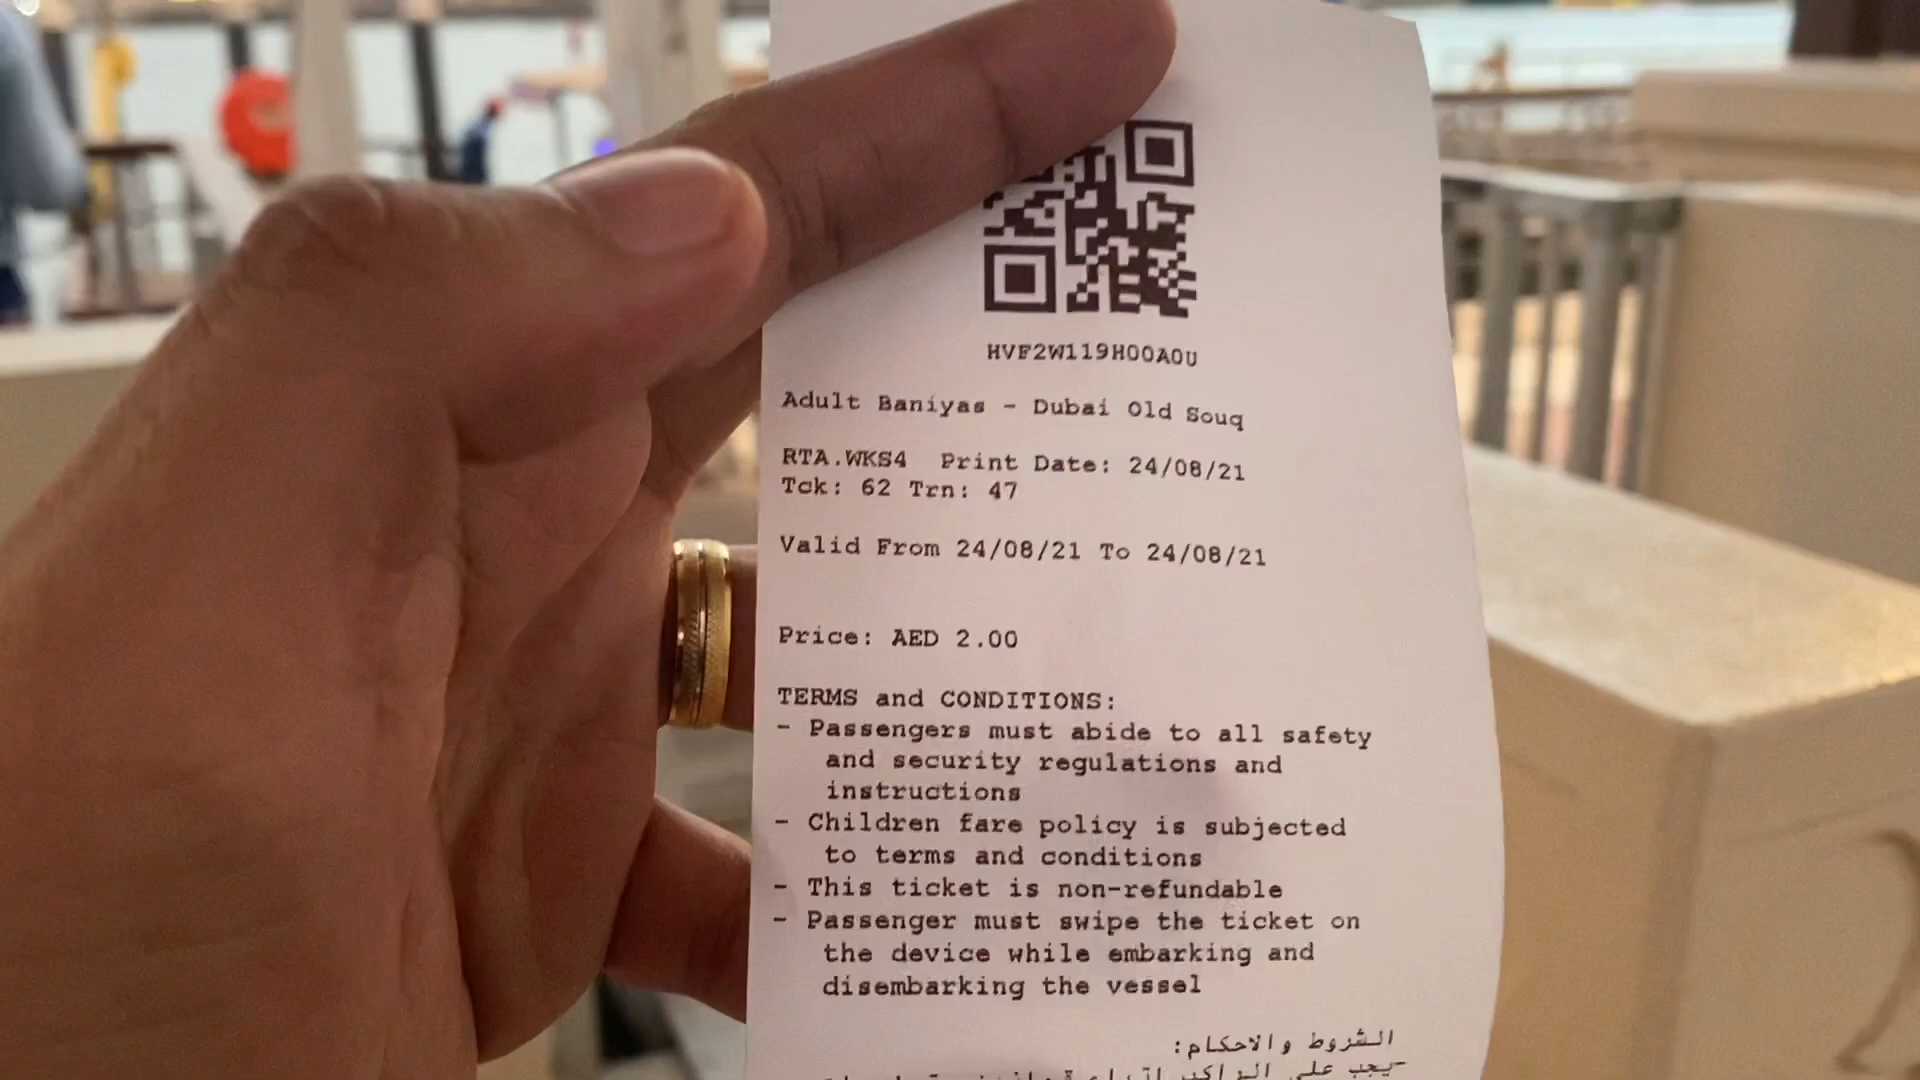 HVF2W119H00A0U
Adult Baniyas - Dubai Old Souq
RTA.WKS4 Print Date: 24/08/21
Tck: 62 Trn: 47
Valid From 24/08/21 To 24/08/21
Price: AED 2.00
TERMS and CONDITIONS:
- Passengers must abide to all safety
and security regulations and
instructions
- Children fare policy is subjected
to terms and conditions
- This ticket is non-refundable
- Passenger must swipe the ticket on
the device while embarking and
disembarking the vessel
الشروط والاحكام:
-يجب على الراكب